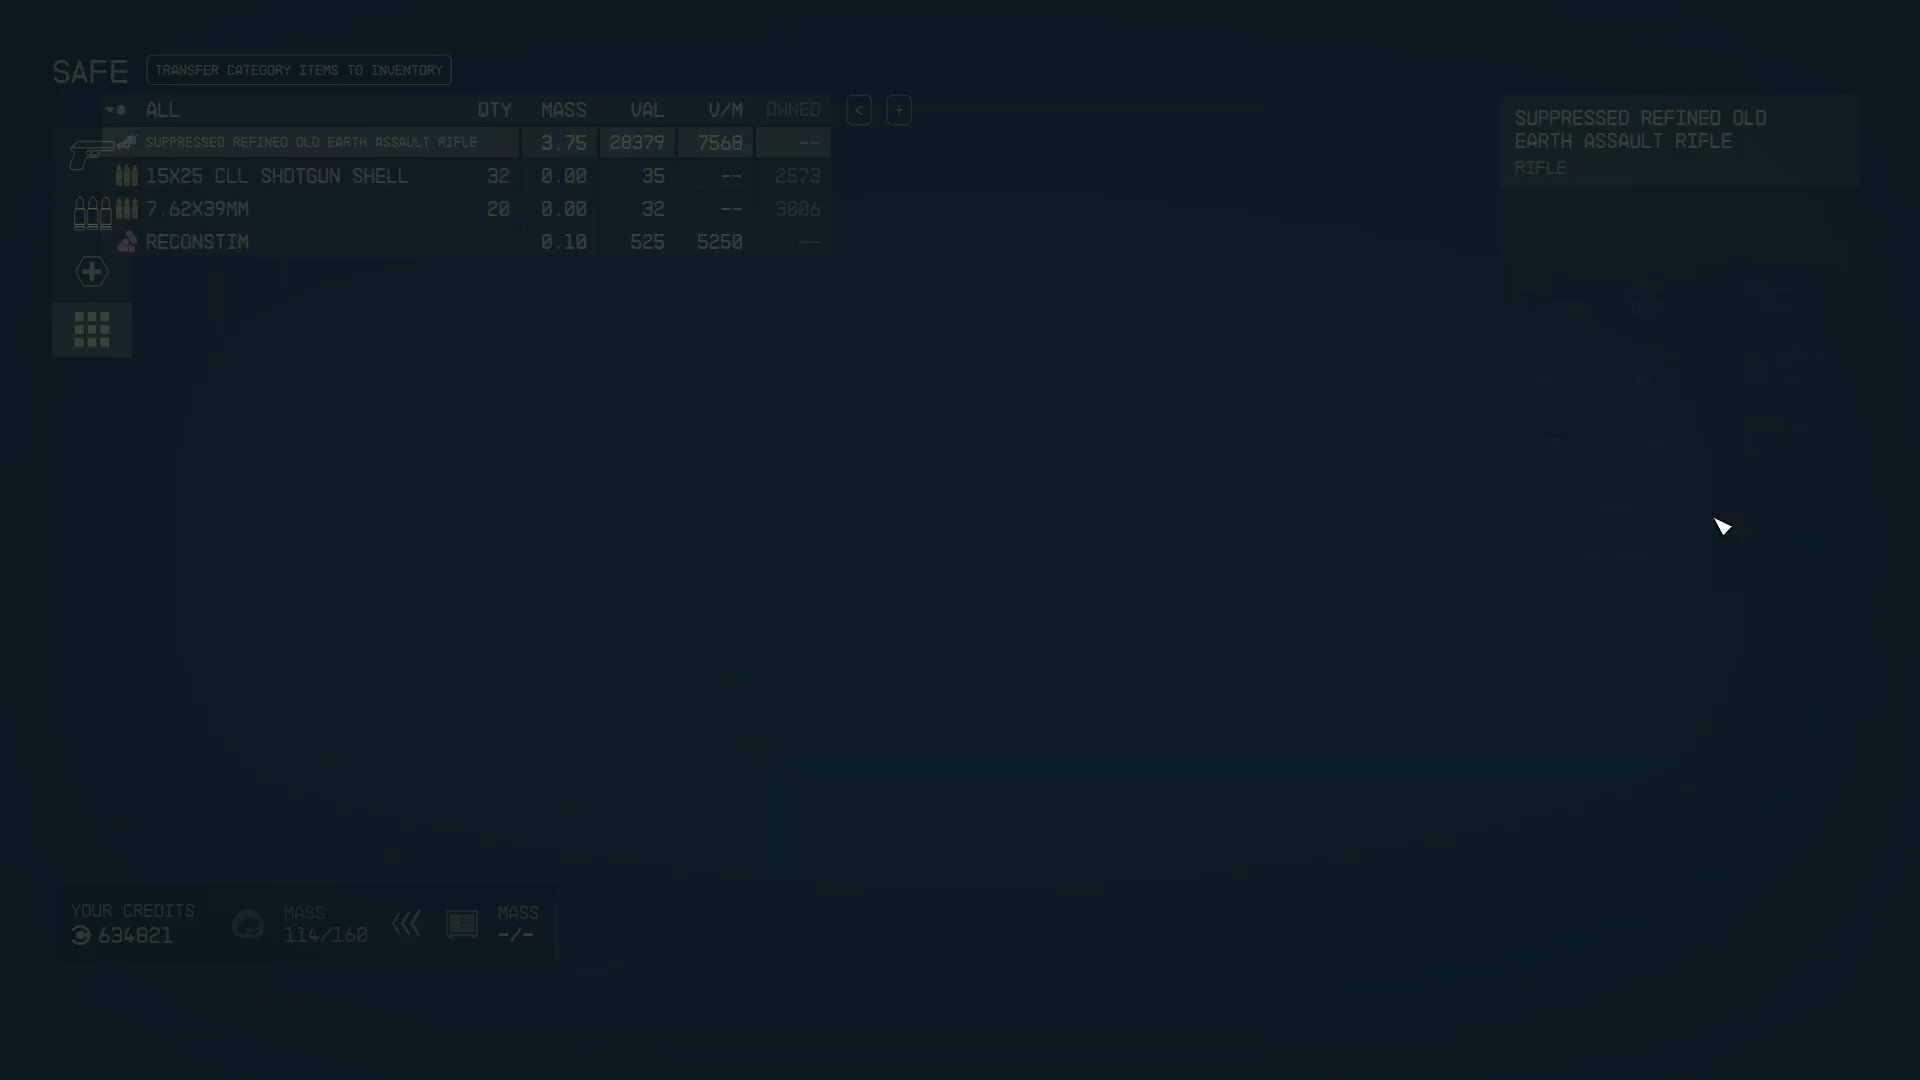 SAFE TRANSFER CATEGORY ITEMS TO INVENTORY
ALL QTY MASS VAL V/M OWNED < +
SUPPRESSED REFINED OLD EARTH ASSAULT RIFLE 3.75 28379 7568 --
15X25 CLL SHOTGUN SHELL 32 0.00 35 -- 2573
7.62X39MM 20 0.00 32 -- 3006
RECONSTIM 0.10 525 5250 --
SUPPRESSED REFINED OLD
EARTH ASSAULT RIFLE
RIFLE
YOUR CREDITS
634821
MASS
114/160
MASS
-/-